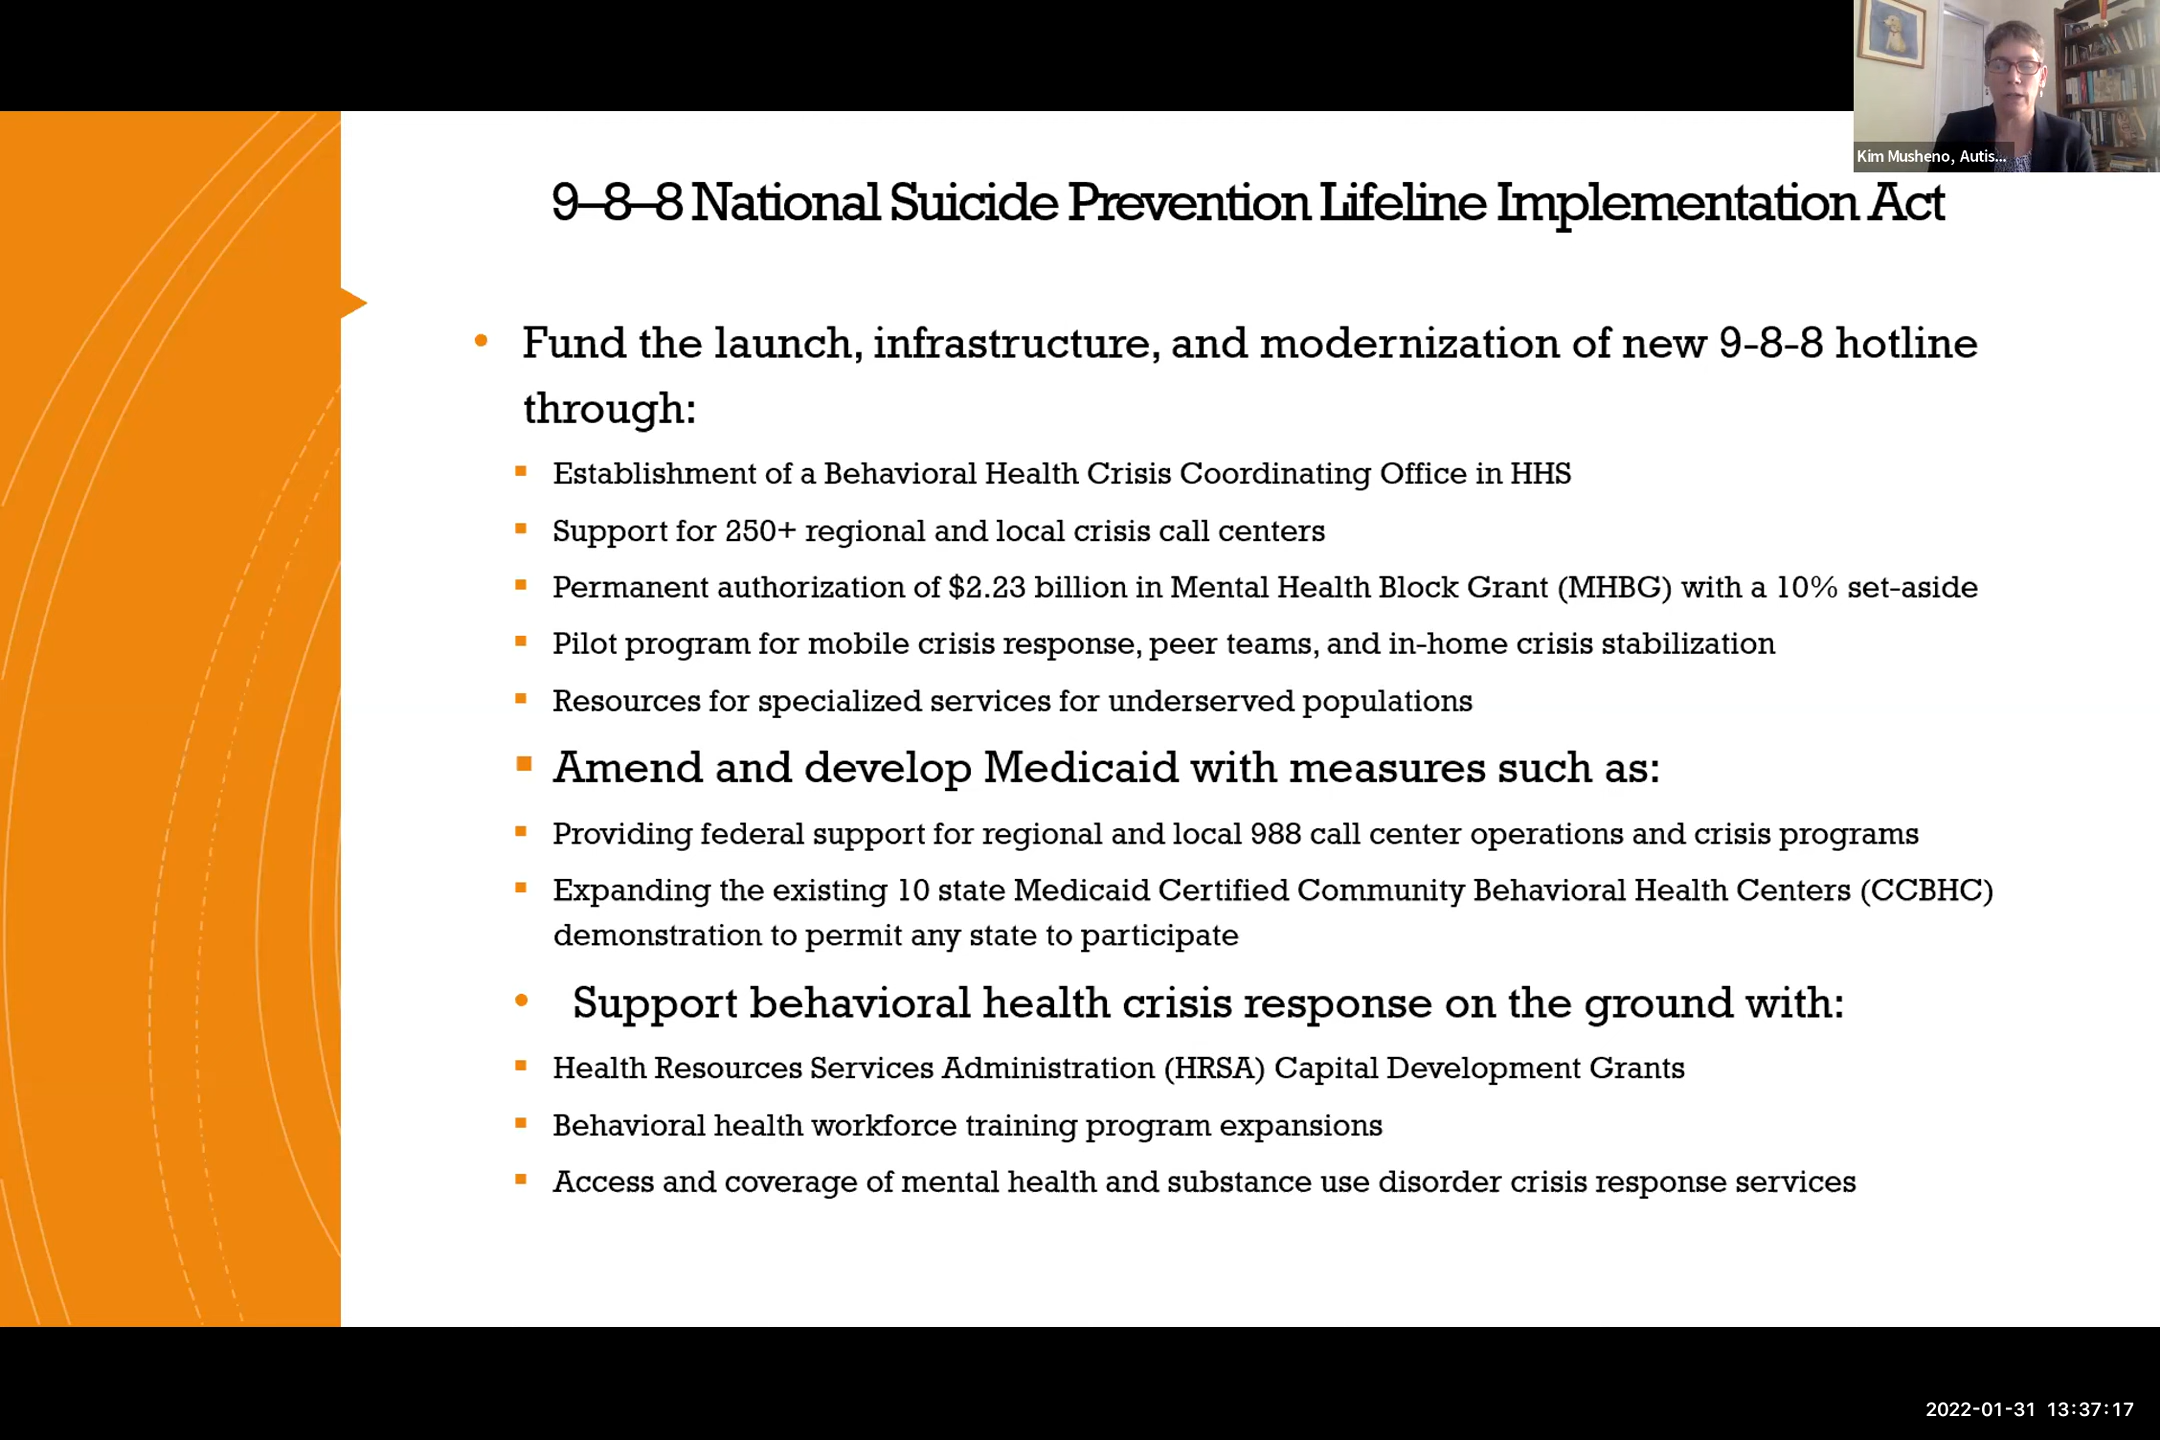 Kim Musheno, Autis...
9–8–8 National Suicide Prevention Lifeline Implementation Act
• Fund the launch, infrastructure, and modernization of new 9-8-8 hotline
through:
▪ Establishment of a Behavioral Health Crisis Coordinating Office in HHS
▪ Support for 250+ regional and local crisis call centers
▪ Permanent authorization of $2.23 billion in Mental Health Block Grant (MHBG) with a 10% set-aside
▪ Pilot program for mobile crisis response, peer teams, and in-home crisis stabilization
▪ Resources for specialized services for underserved populations
▪ Amend and develop Medicaid with measures such as:
▪ Providing federal support for regional and local 988 call center operations and crisis programs
▪ Expanding the existing 10 state Medicaid Certified Community Behavioral Health Centers (CCBHC)
demonstration to permit any state to participate
• Support behavioral health crisis response on the ground with:
▪ Health Resources Services Administration (HRSA) Capital Development Grants
▪ Behavioral health workforce training program expansions
▪ Access and coverage of mental health and substance use disorder crisis response services
2022-01-31 13:37:17